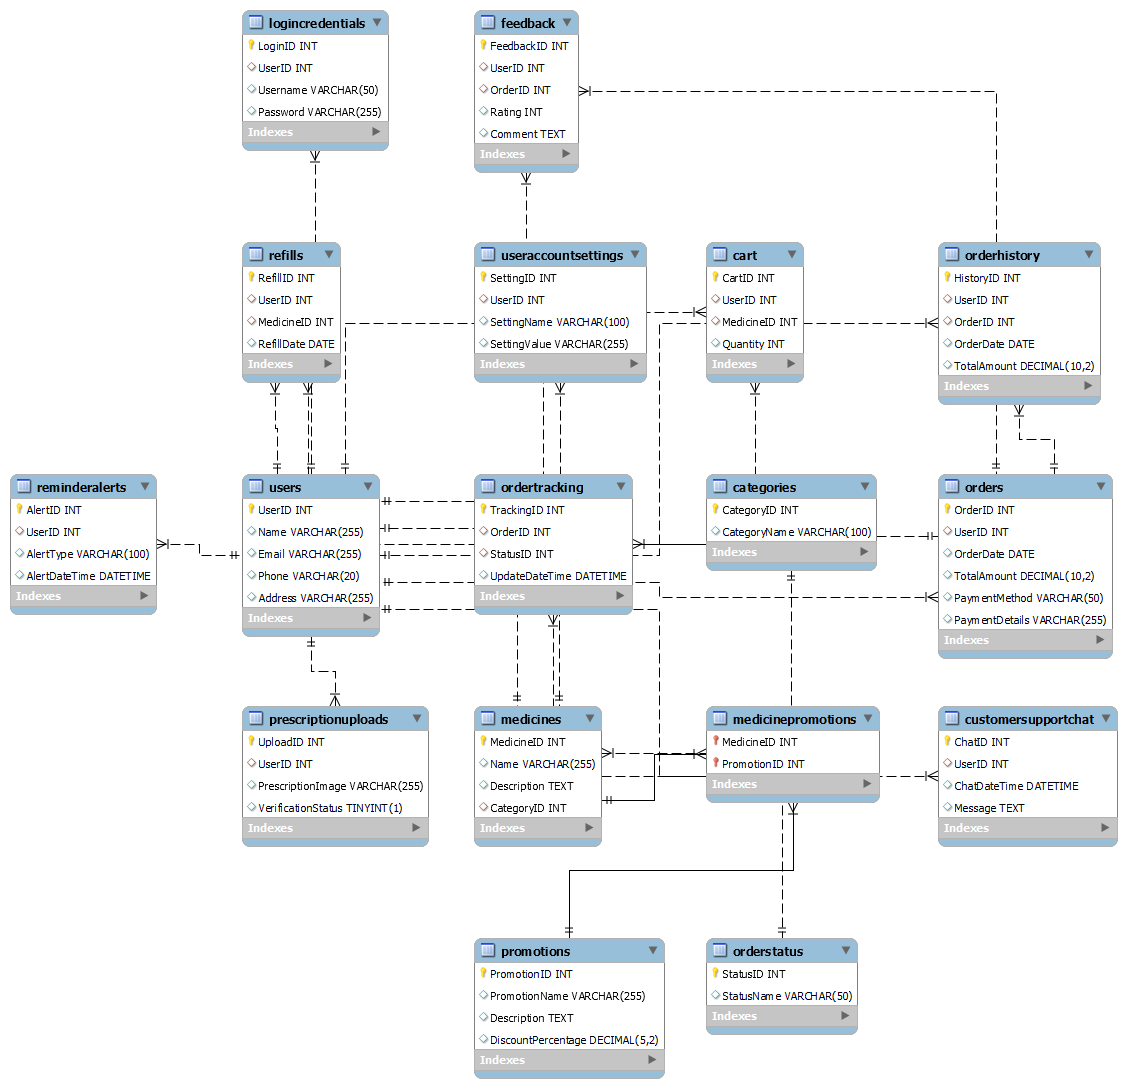 logincredentials
LoginID INT
UserID INT
Username VARCHAR(50)
Password VARCHAR(255)
Indexes
feedback
FeedbackID INT
UserID INT
OrderID INT
Rating INT
Comment TEXT
Indexes
refills
RefillID INT
UserID INT
MedicineID INT
RefillDate DATE
Indexes
useraccountsettings
SettingID INT
UserID INT
SettingName VARCHAR(100)
SettingValue VARCHAR(255)
Indexes
cart
CartID INT
UserID INT
MedicineID INT
Quantity INT
Indexes
orderhistory
HistoryID INT
UserID INT
OrderID INT
OrderDate DATE
TotalAmount DECIMAL(10,2)
Indexes
reminderalerts
AlertID INT
UserID INT
AlertType VARCHAR(100)
AlertDateTime DATETIME
Indexes
users
UserID INT
Name VARCHAR(255)
Email VARCHAR(255)
Phone VARCHAR(20)
Address VARCHAR(255)
Indexes
ordertracking
TrackingID INT
OrderID INT
StatusID INT
UpdateDateTime DATETIME
Indexes
categories
CategoryID INT
CategoryName VARCHAR(100)
Indexes
orders
OrderID INT
UserID INT
OrderDate DATE
TotalAmount DECIMAL(10,2)
PaymentMethod VARCHAR(50)
PaymentDetails VARCHAR(255)
Indexes
prescriptionuploads
UploadID INT
UserID INT
PrescriptionImage VARCHAR(255)
VerificationStatus TINYINT(1)
Indexes
medicines
MedicineID INT
Name VARCHAR(255)
Description TEXT
CategoryID INT
Indexes
medicinepromotions
MedicineID INT
PromotionID INT
Indexes
customersupportchat
ChatID INT
UserID INT
ChatDateTime DATETIME
Message TEXT
Indexes
promotions
PromotionID INT
PromotionName VARCHAR(255)
Description TEXT
DiscountPercentage DECIMAL(5,2)
Indexes
orderstatus
StatusID INT
StatusName VARCHAR(50)
Indexes